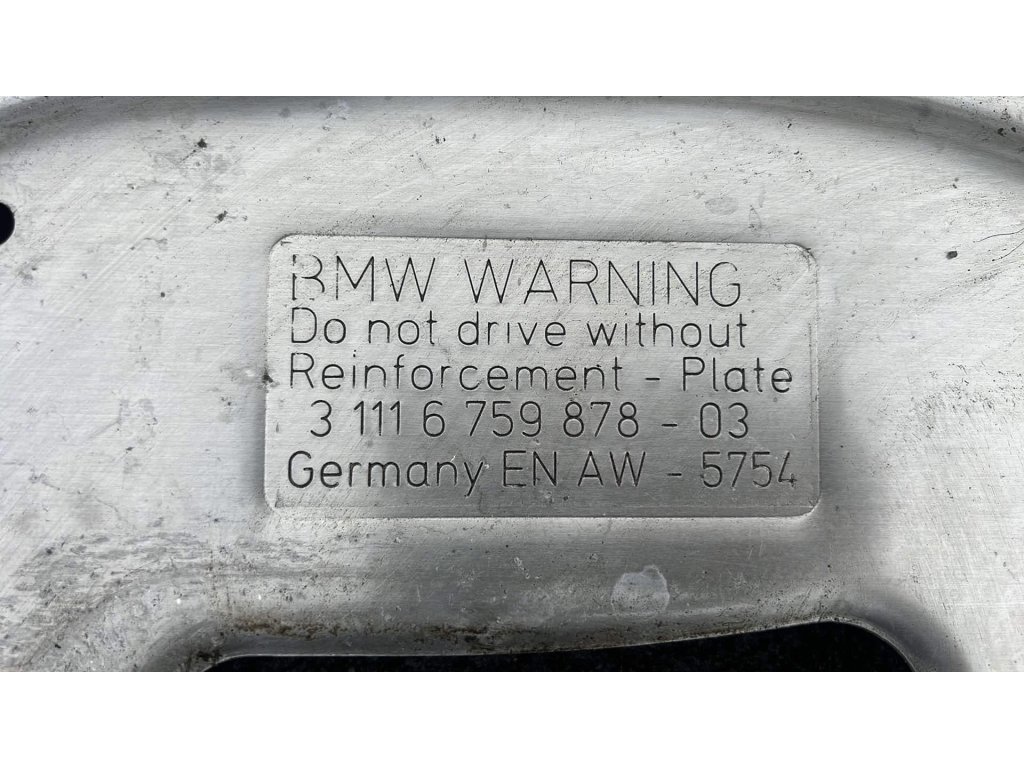 BMW WARNING
Do not drive without
Reinforcement - Plate
3 111 6 759 878 - 03
Germany EN AW - 5754